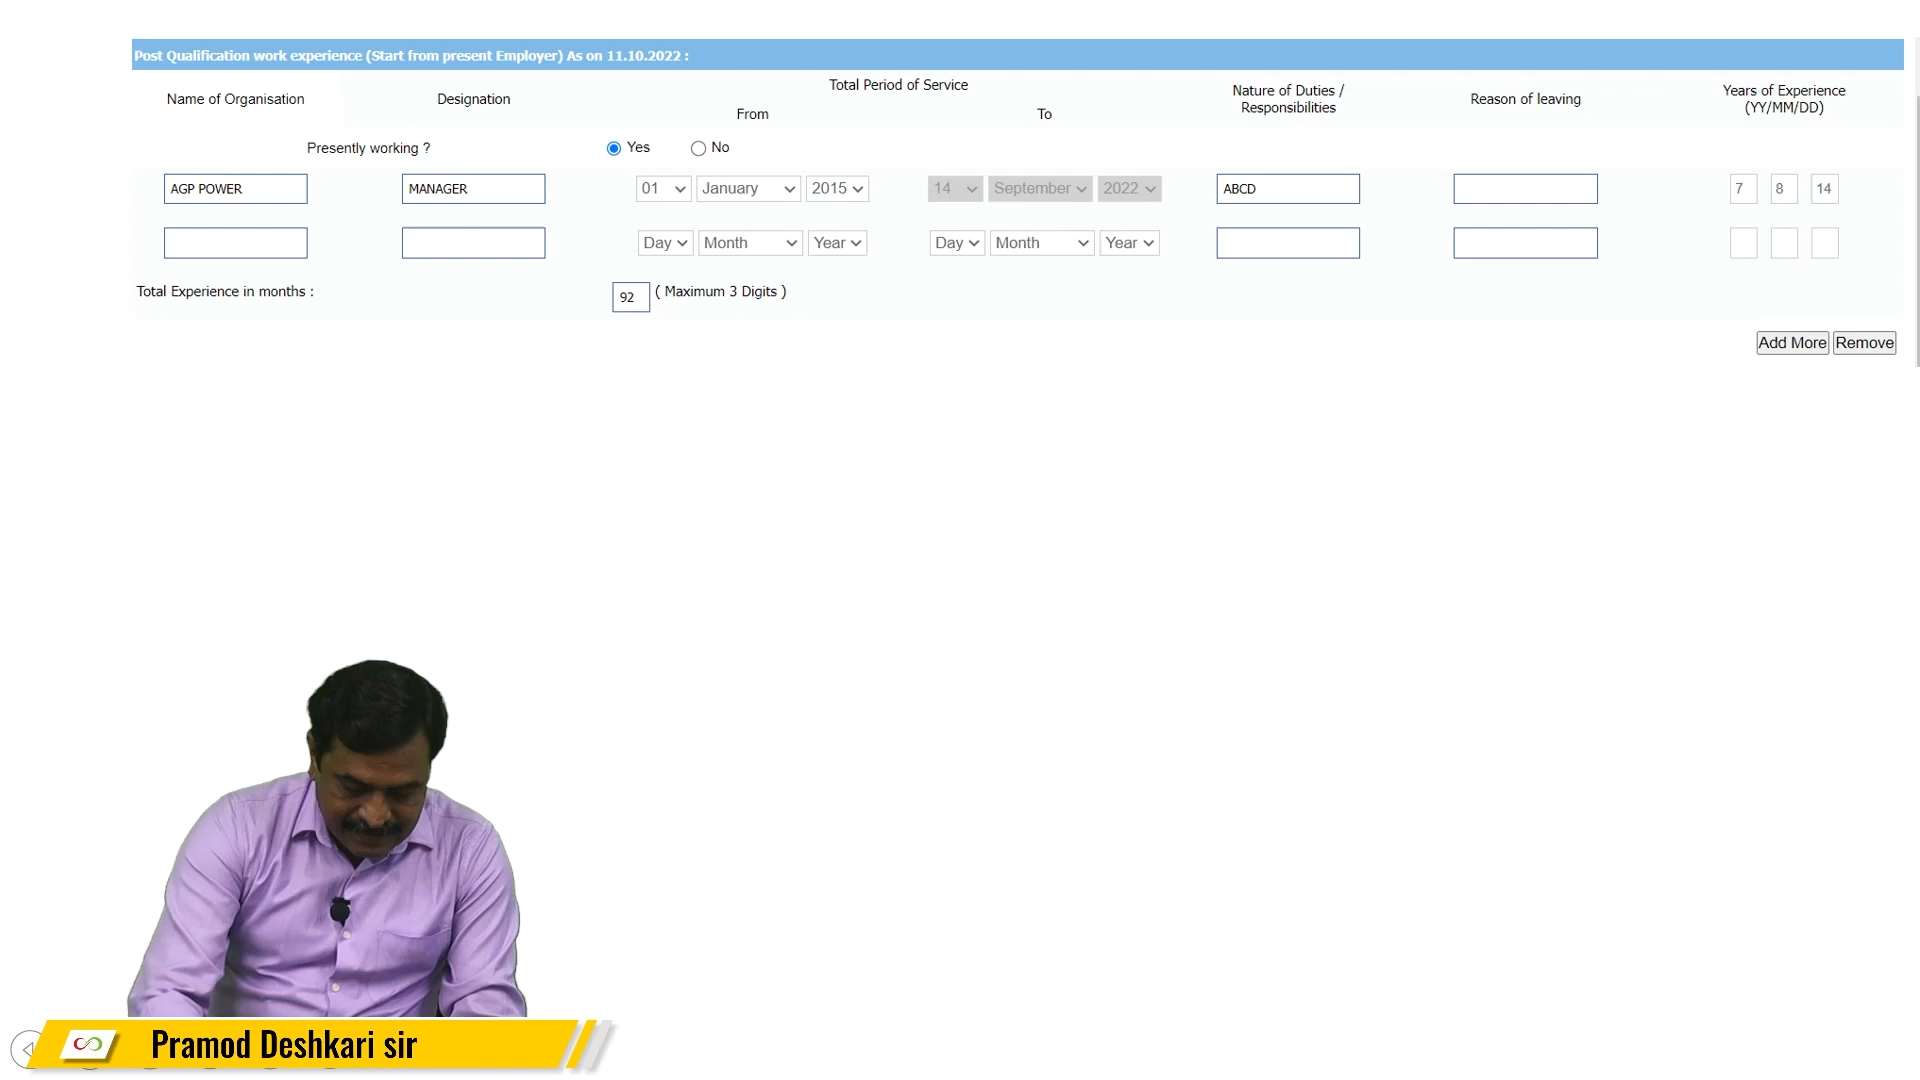 Post Qualification work experience (Start from present Employer) As on 11.10.2022 :
Name of Organisation Designation Total Period of Service From To Nature of Duties / Responsibilities Reason of leaving Years of Experience (YY/MM/DD)
Presently working ? Yes No
AGP POWER MANAGER 01 January 2015 14 September 2022 ABCD 7 8 14
Day Month Year Day Month Year
Total Experience in months : 92 ( Maximum 3 Digits )
Add More Remove
Pramod Deshkari sir